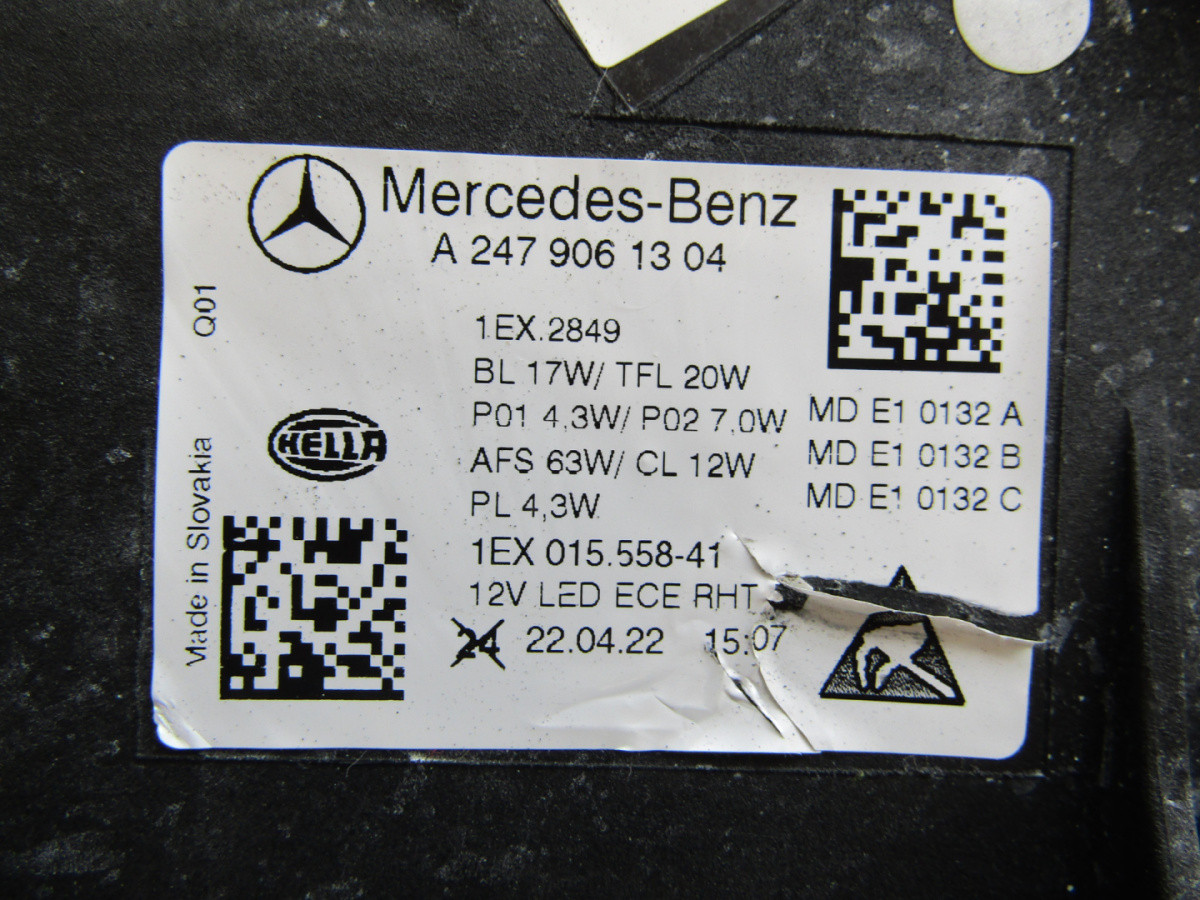 Mercedes-Benz
A 247 906 13 04
Q01
1EX.2849
BL 17W/ TFL 20W
P01 4,3W/ P02 7,0W
AFS 63W/ CL 12W
PL 4,3W
MD E1 0132 A
MD E1 0132 B
MD E1 0132 C
HELLA
Made in Slovakia
1EX 015.558-41
12V LED ECE RHT
24 22.04.22 15:07